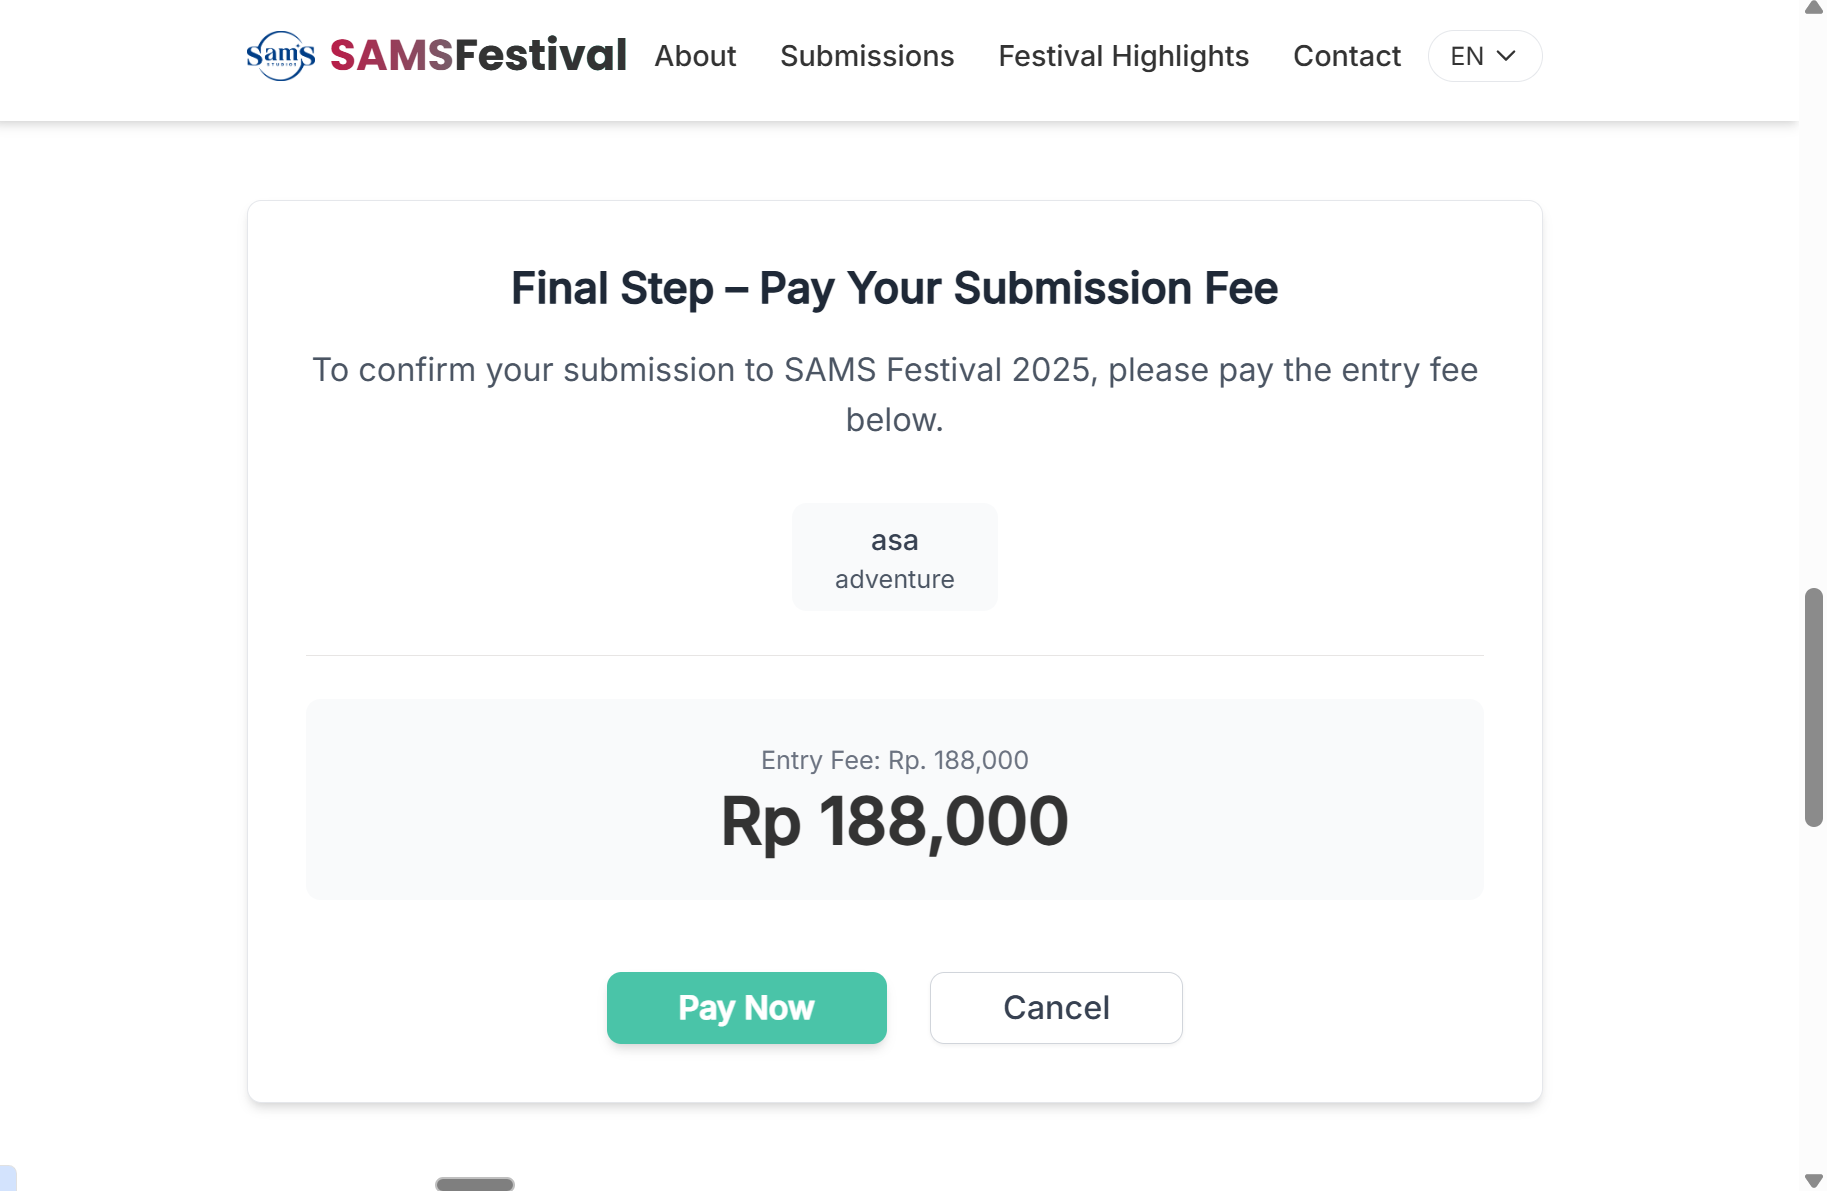 Sam's
STUDIOS
SAMSFestival
About
Submissions
Festival Highlights
Contact
EN
Final Step – Pay Your Submission Fee
To confirm your submission to SAMS Festival 2025, please pay the entry fee
below.
asa
adventure
Entry Fee: Rp. 188,000
Rp 188,000
Pay Now
Cancel